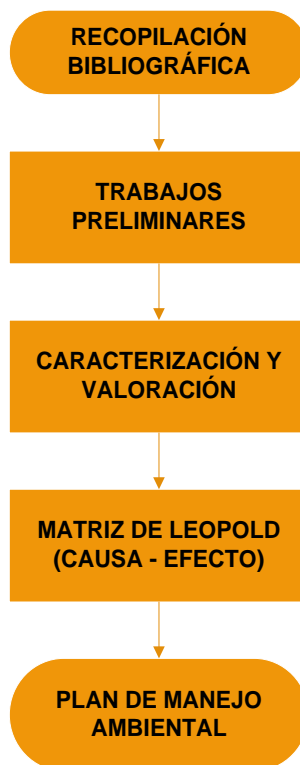 RECOPILACIÓN
BIBLIOGRÁFICA
TRABAJOS
PRELIMINARES
CARACTERIZACIÓN Y
VALORACIÓN
MATRIZ DE LEOPOLD
(CAUSA - EFECTO)
PLAN DE MANEJO
AMBIENTAL